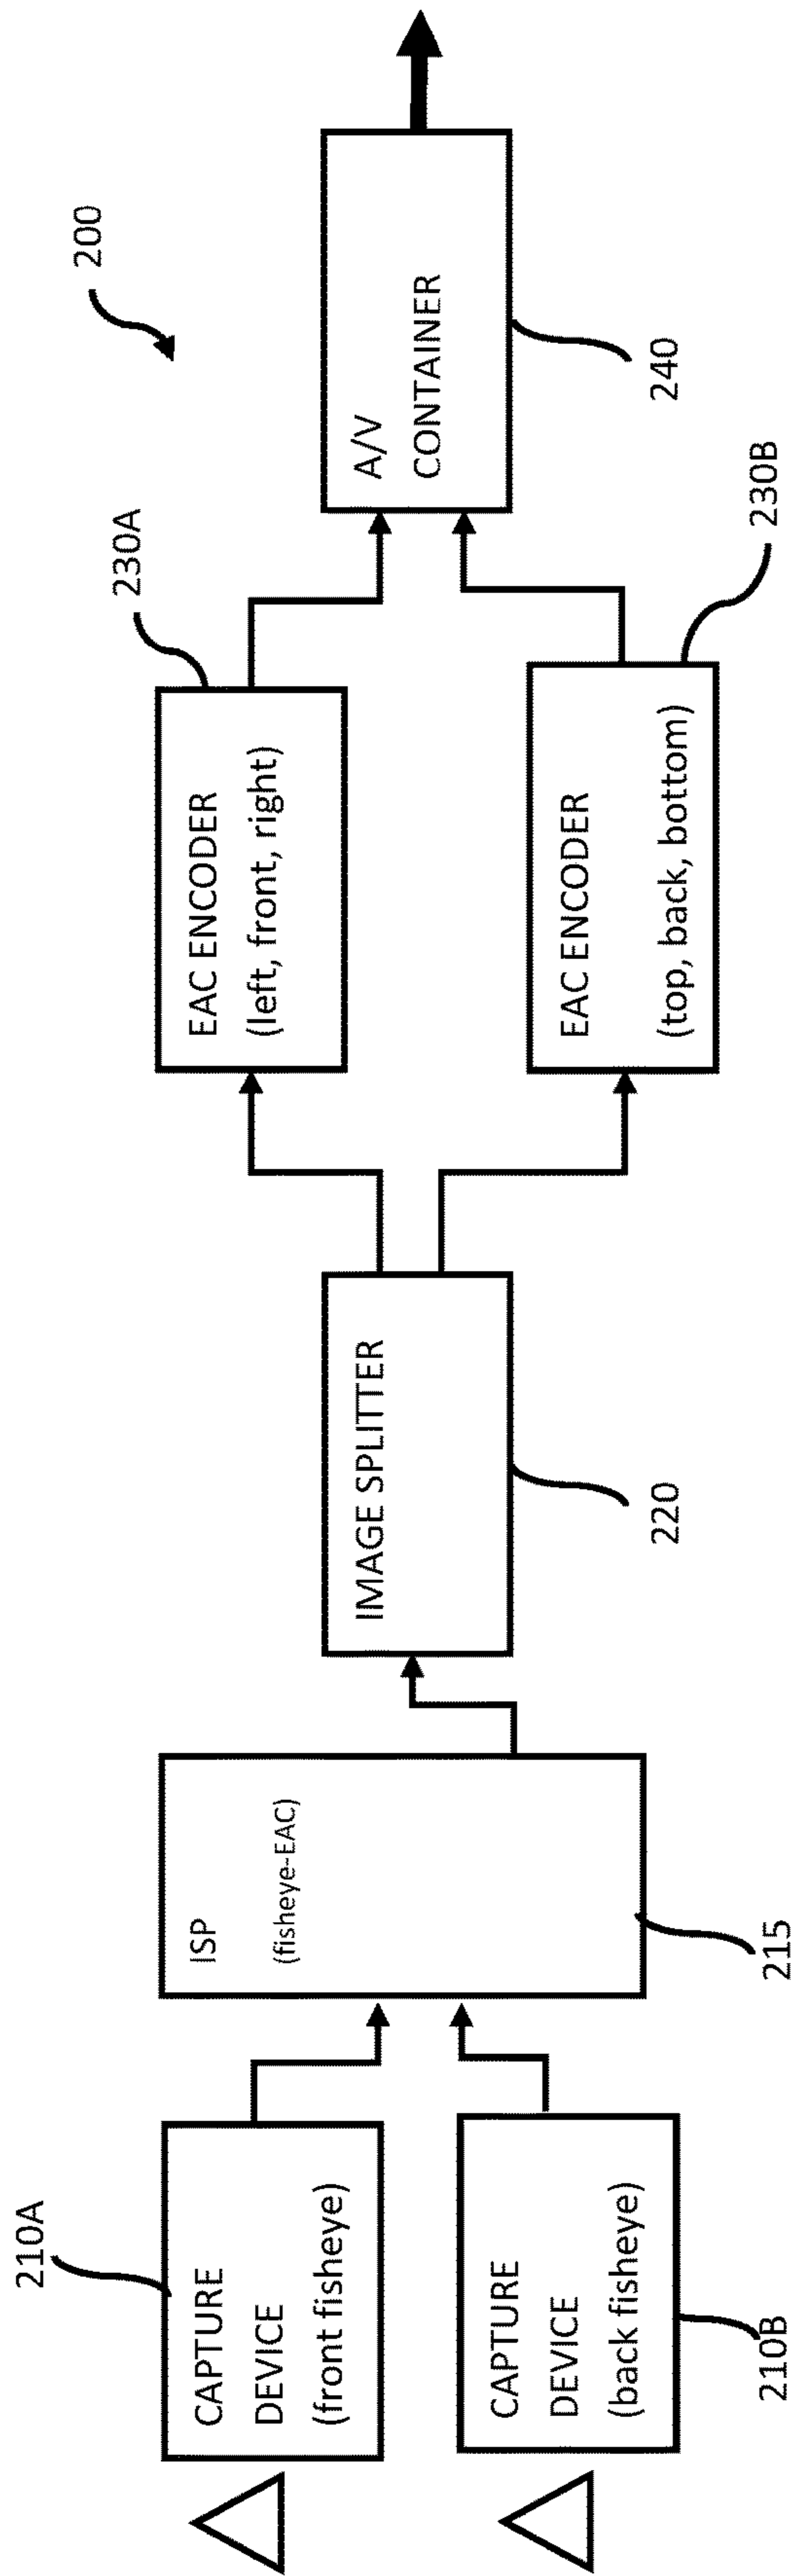 200
210A
CAPTURE
DEVICE
(front fisheye)
CAPTURE
DEVICE
(back fisheye)
210B
ISP
(fisheye-EAC)
215
IMAGE SPLITTER
220
230A
EAC ENCODER
(left, front, right)
EAC ENCODER
(top, back, bottom)
230B
A/V
CONTAINER
240